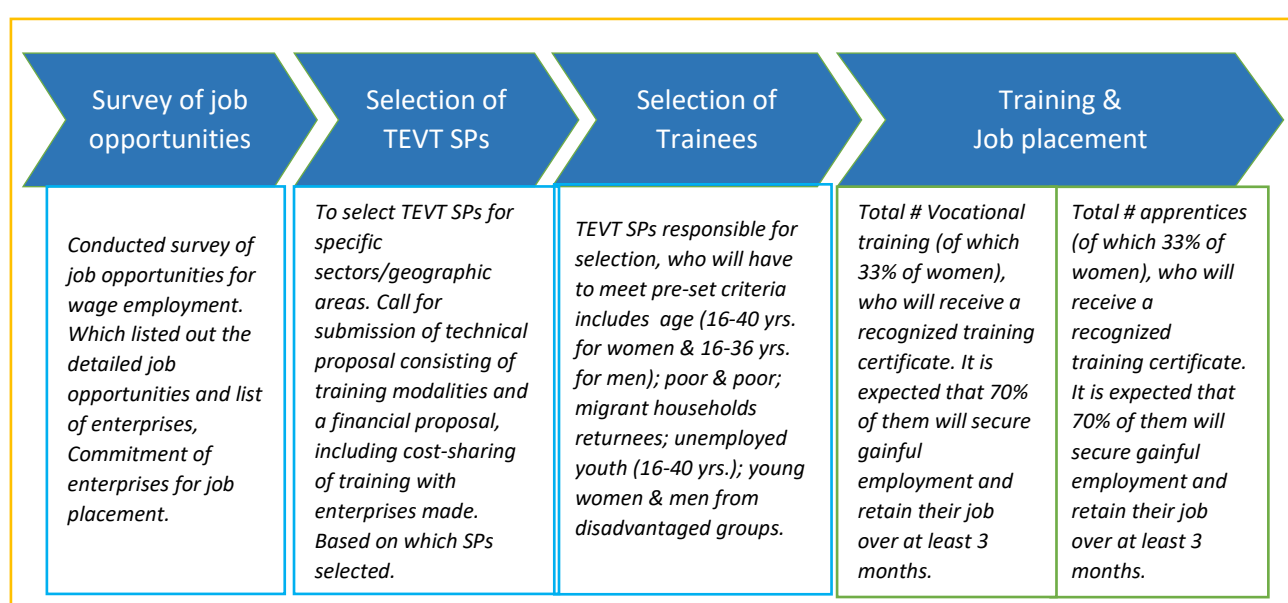 Survey of job
opportunities
Selection of
TEVT SPs
Selection of
Trainees
Training &
Job placement
Conducted survey of
job opportunities for
wage employment.
Which listed out the
detailed job
opportunities and list
of enterprises,
Commitment of
enterprises for job
placement.
To select TEVT SPs for
specific
sectors/geographic
areas. Call for
submission of technical
proposal consisting of
training modalities and
a financial proposal,
including cost-sharing
of training with
enterprises made.
Based on which SPs
selected.
TEVT SPs responsible for
selection, who will have
to meet pre-set criteria
includes age (16-40 yrs.
for women & 16-36 yrs.
for men); poor & poor;
migrant households
returnees; unemployed
youth (16-40 yrs.); young
women & men from
disadvantaged groups.
Total # Vocational
training (of which
33% of women),
who will receive a
recognized training
certificate. It is
expected that 70%
of them will secure
gainful
employment and
retain their job
over at least 3
months.
Total # apprentices
(of which 33% of
women), who will
receive a
recognized
training certificate.
It is expected that
70% of them will
secure gainful
employment and
retain their job
over at least 3
months.